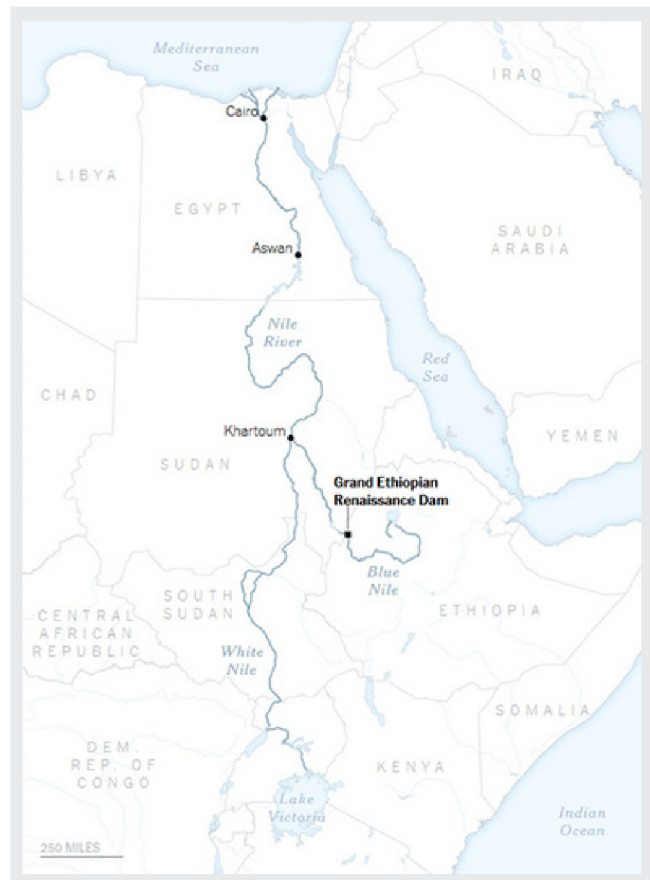 Mediterranean
Sea
IRAQ
Cairo
LIBYA
EGYPT
SAUDI
ARABIA
Aswan
Nile
River
Red
Sea
CHAD
Khartoum
YEMEN
SUDAN
Grand Ethiopian
Renaissance Dam
Blue
Nile
SOUTH
SUDAN
CENTRAL
AFRICAN
REPUBLIC
ETHIOPIA
White
Nile
SOMALIA
DEM.
REP. OF
CONGO
KENYA
Lake
Victoria
Indian
Ocean
250 MILES